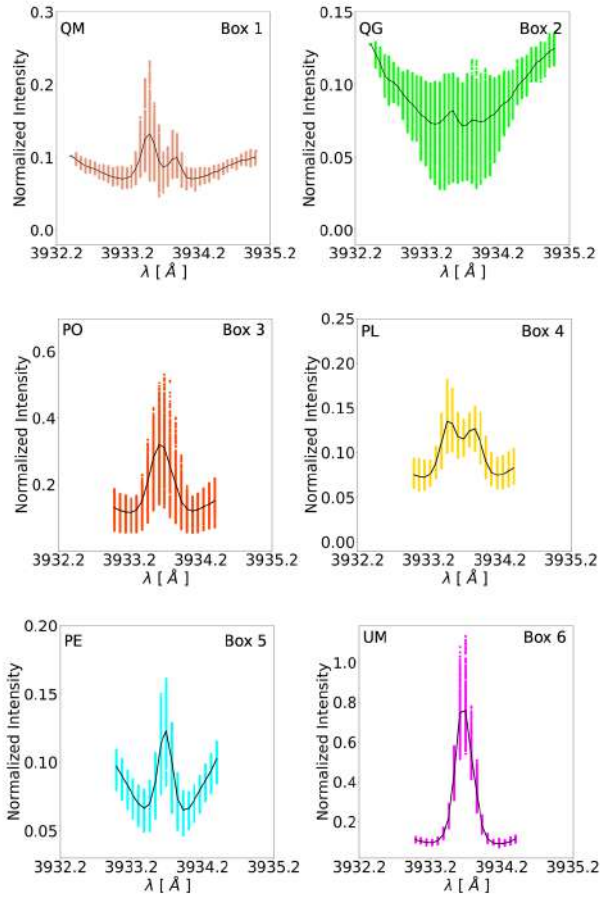 QM Box 1
0.3
0.2
0.1
0.0
Normalized Intensity
3932.2 3933.2 3934.2 3935.2
λ [ Å ]
QG Box 2
0.15
0.10
0.05
0.00
Normalized Intensity
3932.2 3933.2 3934.2 3935.2
λ [ Å ]
PO Box 3
0.6
0.4
0.2
Normalized Intensity
3932.2 3933.2 3934.2 3935.2
λ [ Å ]
PL Box 4
0.25
0.20
0.15
0.10
0.05
0.00
Normalized Intensity
3932.2 3933.2 3934.2 3935.2
λ [ Å ]
PE Box 5
0.20
0.15
0.10
0.05
Normalized Intensity
3932.2 3933.2 3934.2 3935.2
λ [ Å ]
UM Box 6
1.0
0.8
0.6
0.4
0.2
Normalized Intensity
3932.2 3933.2 3934.2 3935.2
λ [ Å ]